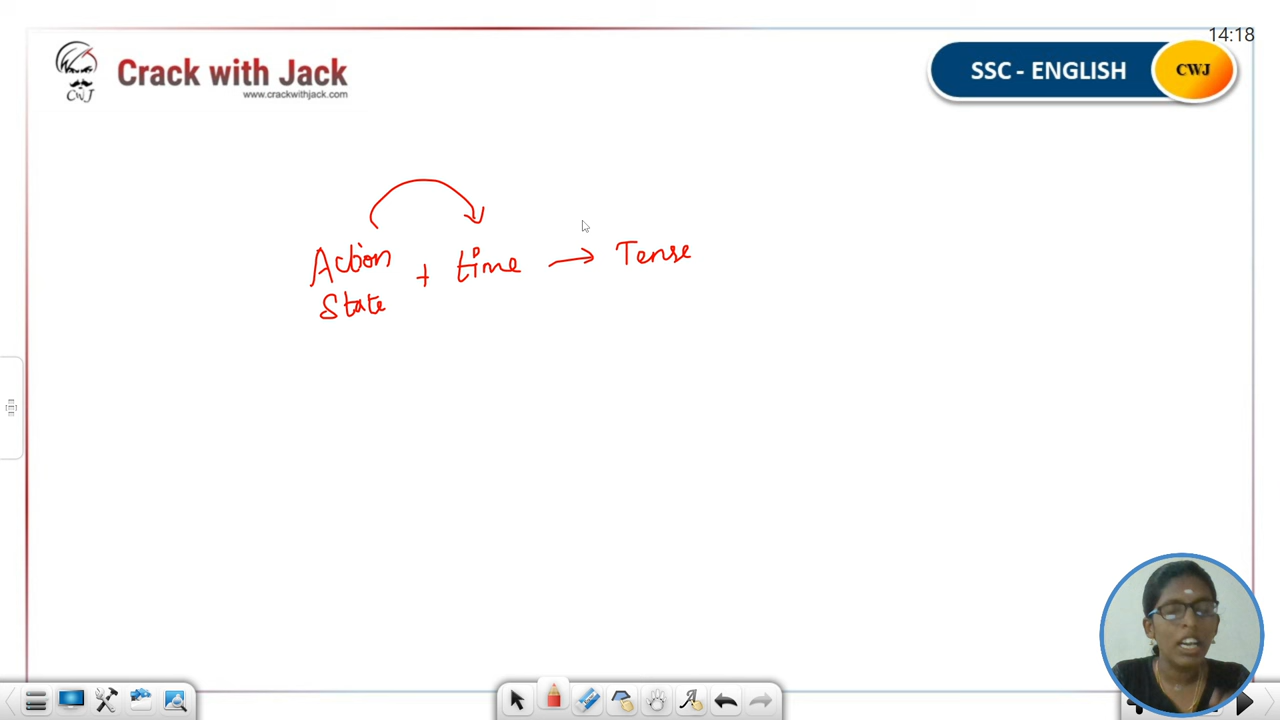 14:18
Crack with Jack
www.crackwithjack.com
CWJ
SSC - ENGLISH
CWJ
Action + time → Tense
State